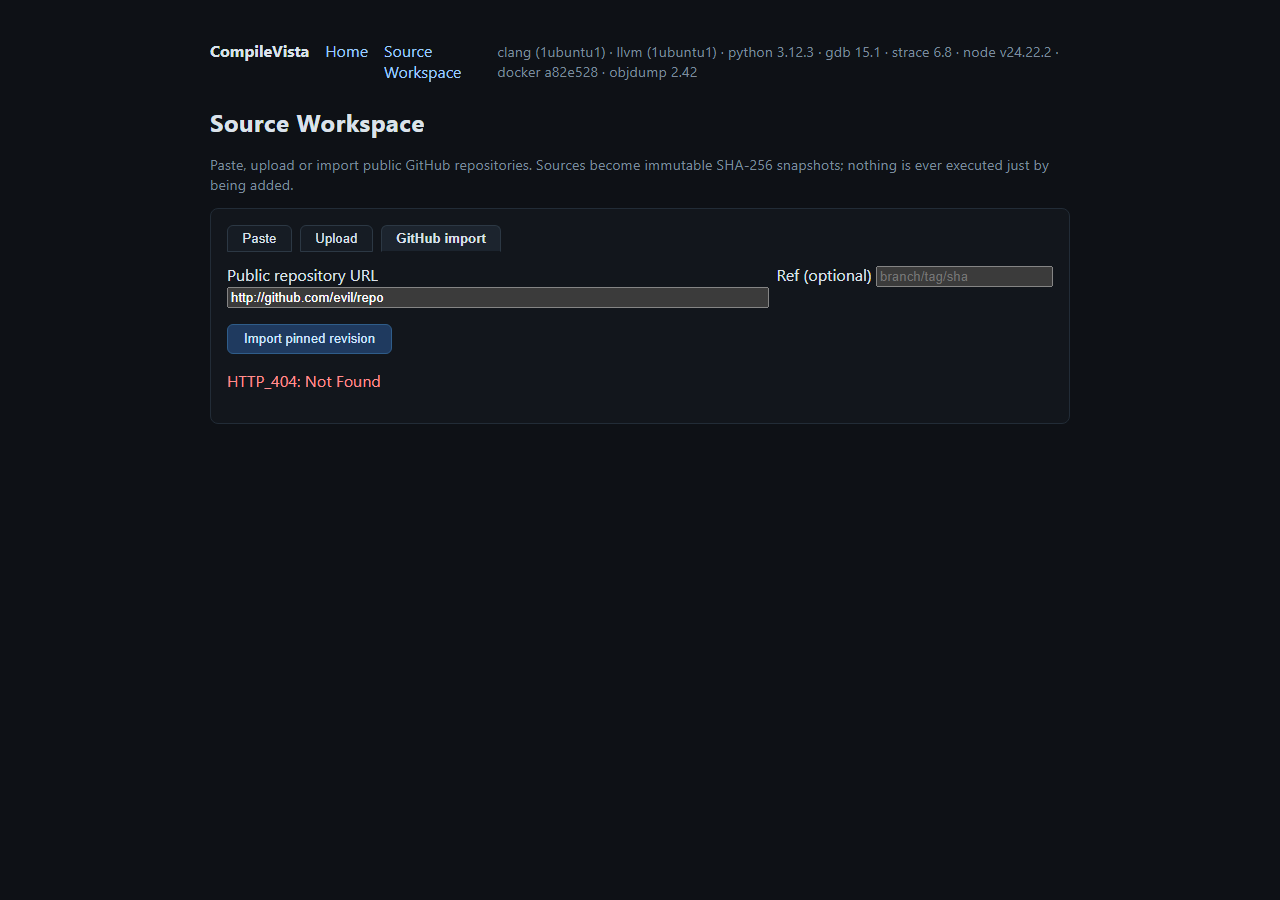 CompileVista Home Source Workspace clang (1ubuntu1) · llvm (1ubuntu1) · python 3.12.3 · gdb 15.1 · strace 6.8 · node v24.22.2 ·
docker a82e528 · objdump 2.42
Source Workspace
Paste, upload or import public GitHub repositories. Sources become immutable SHA-256 snapshots; nothing is ever executed just by
being added.
Paste Upload GitHub import
Public repository URL
http://github.com/evil/repo
Ref (optional) branch/tag/sha
Import pinned revision
HTTP_404: Not Found